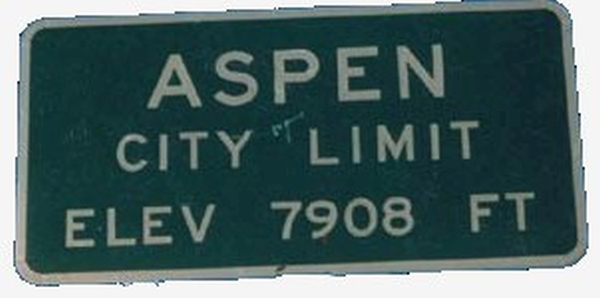 ASPEN
CITY LIMIT
ELEV 7908 FT